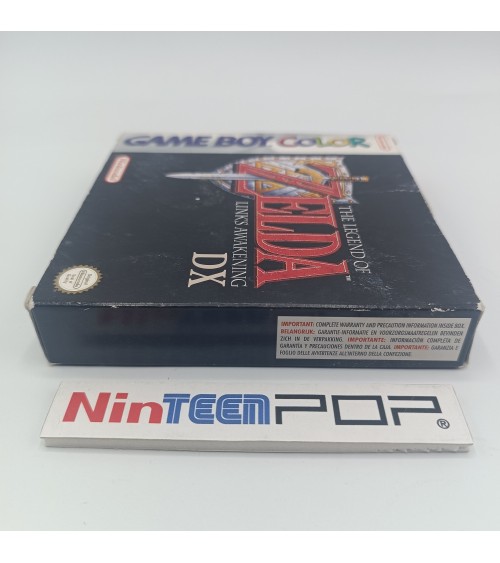 GAME BOY COLOR
THE LEGEND OF
ZELDA
TM
LINK'S AWAKENING
DX
IMPORTANT: COMPLETE WARRANTY AND PRECAUTION INFORMATION INSIDE BOX.
BELANGRIJK: GARANTIE-INFORMATIE EN VOORZORGSMAATREGELEN BEVINDEN
ZICH IN DE VERPAKKING. IMPORTANTE: INFORMACIÓN COMPLETA DE
GARANTÍA Y PRECAUCIONES DENTRO DE LA CAJA. IMPORTANTE: GARANZIA E
FOGLIO DELLE AVVERTENZE ALL'INTERNO DELLA CONFEZIONE.
NinTEENPOP®